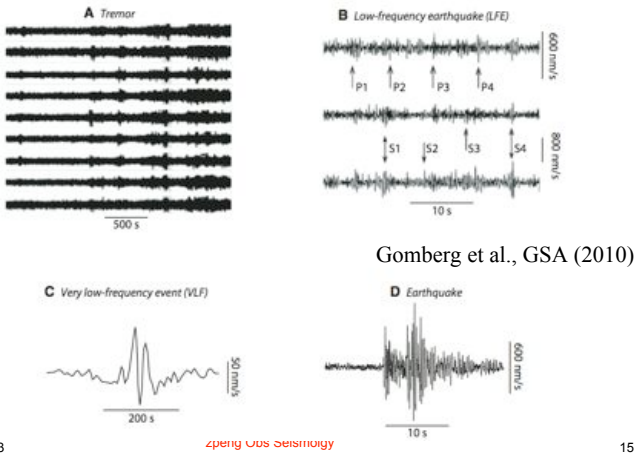 A Tremor
500 s
B Low-frequency earthquake (LFE)
600 nm/s
P1 P2 P3 P4
S1 S2 S3 S4
800 nm/s
10 s
Gomberg et al., GSA (2010)
C Very low-frequency event (VLF)
50 nm/s
200 s
D Earthquake
600 nm/s
10 s
zpeng Obs Seismolgy
15